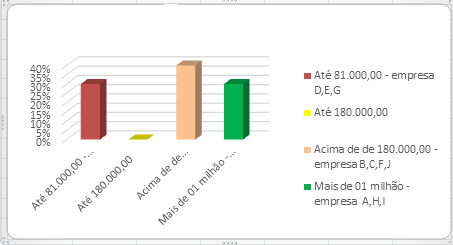 40%
35%
30%
25%
20%
15%
10%
5%
0%
Até 81.000,00 -...
Até 180.000,00
Acima de de...
Mais de 01 milhão -...
Até 81.000,00 - empresa
D,E,G
Até 180.000,00
Acima de de 180.000,00 -
empresa B,C,F,J
Mais de 01 milhão -
empresa A,H,I